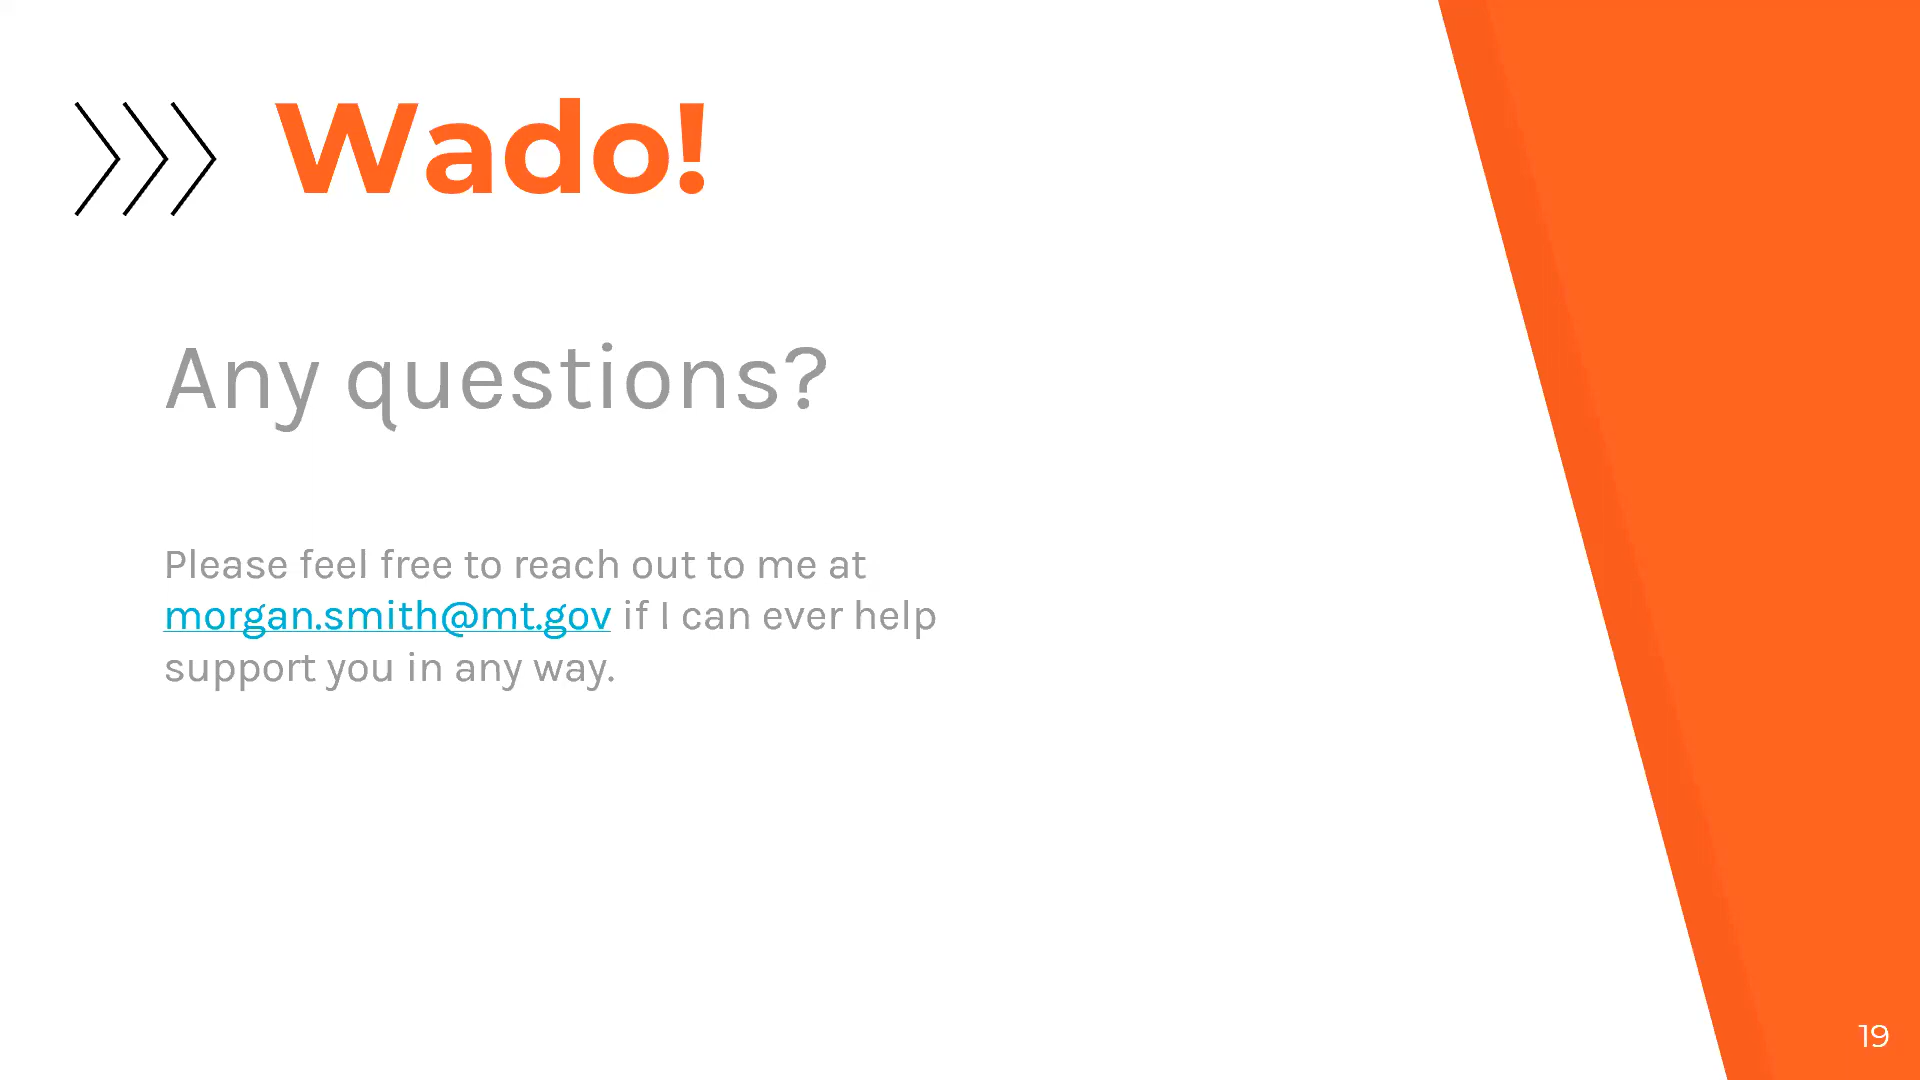 Wado!
Any questions?
Please feel free to reach out to me at
morgan.smith@mt.gov if I can ever help
support you in any way.
19